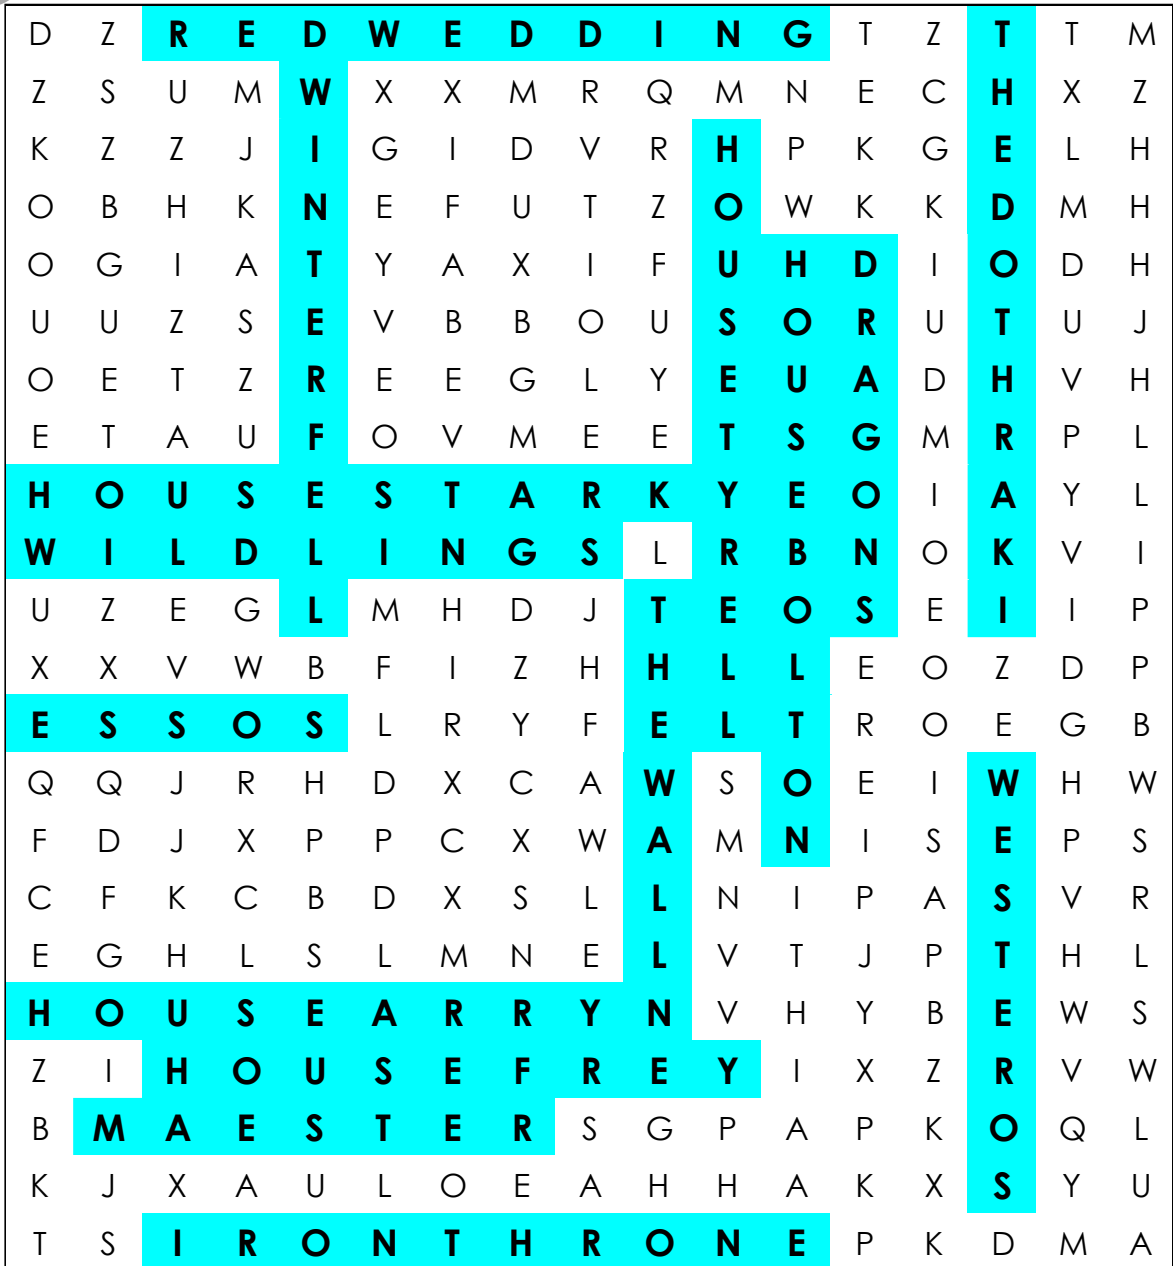 D Z R E D W E D D I N G T Z T T M
Z S U M W X X M R Q M N E C H X Z
K Z Z J I G I D V R H P K G E L H
O B H K N E F U T Z O W K K D M H
O G I A T Y A X I F U H D I O D H
U U Z S E V B B O U S O R U T U J
O E T Z R E E G L Y E U A D H V H
E T A U F O V M E E T S G M R P L
H O U S E S T A R K Y E O I A Y L
W I L D L I N G S L R B N O K V I
U Z E G L M H D J T E O S E I I P
X X V W B F I Z H H L L E O Z D P
E S S O S L R Y F E L T R O E G B
Q Q J R H D X C A W S O E I W H W
F D J X P P C X W A M N I S E P S
C F K C B D X S L L N I P A S V R
E G H L S L M N E L V T J P T H L
H O U S E A R R Y N V H Y B E W S
Z I H O U S E F R E Y I X Z R V W
B M A E S T E R S G P A P K O Q L
K J X A U L O E A H H A K X S Y U
T S I R O N T H R O N E P K D M A